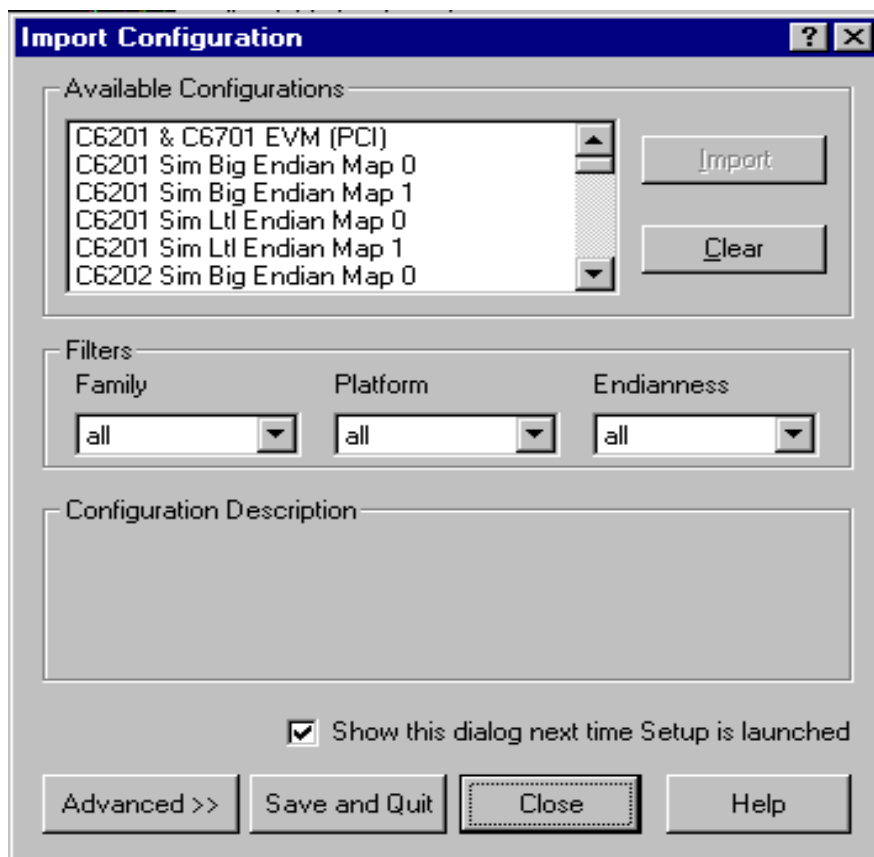 Import Configuration
Available Configurations
C6201 & C6701 EVM (PCI)
C6201 Sim Big Endian Map 0
C6201 Sim Big Endian Map 1
C6201 Sim Ltl Endian Map 0
C6201 Sim Ltl Endian Map 1
C6202 Sim Big Endian Map 0
Import
Clear
Filters
Family Platform Endianness
all all all
Configuration Description
Show this dialog next time Setup is launched
Advanced >> Save and Quit Close Help